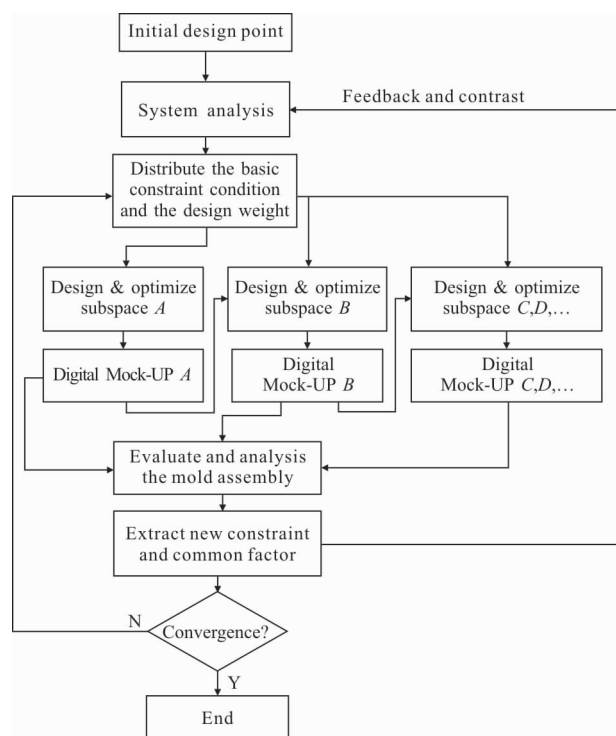 Initial design point
System analysis
Feedback and contrast
Distribute the basic
constraint condition
and the design weight
Design & optimize
subspace A
Design & optimize
subspace B
Design & optimize
subspace C,D,...
Digital Mock-UP A
Digital
Mock-UP B
Digital
Mock-UP C,D,...
Evaluate and analysis
the mold assembly
Extract new constraint
and common factor
N
Convergence?
Y
End